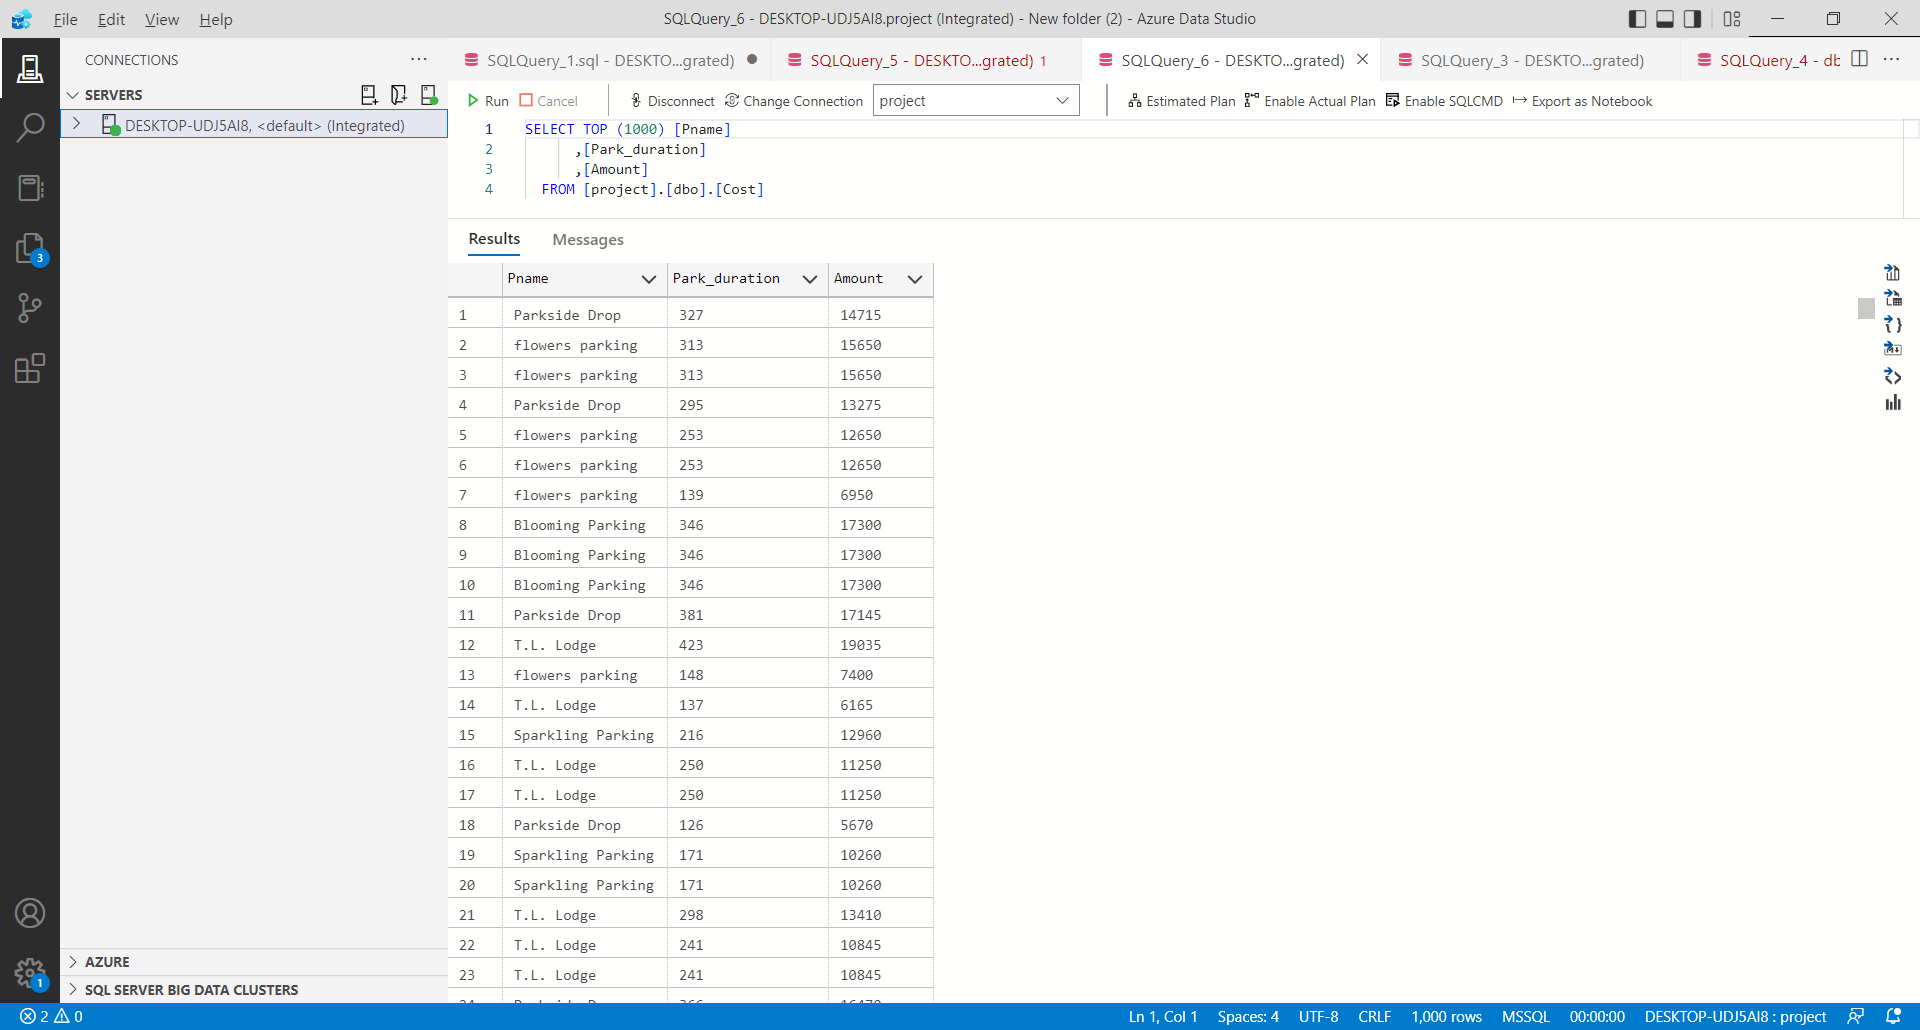 File Edit View Help
SQLQuery_6 - DESKTOP-UDJ5AI8.project (Integrated) - New folder (2) - Azure Data Studio
CONNECTIONS
SERVERS
DESKTOP-UDJ5AI8, <default> (Integrated)
3
1
AZURE
SQL SERVER BIG DATA CLUSTERS
SQLQuery_1.sql - DESKTO...grated)
SQLQuery_5 - DESKTO...grated) 1
SQLQuery_6 - DESKTO...grated)
SQLQuery_3 - DESKTO...grated)
SQLQuery_4 - db
Run Cancel Disconnect Change Connection project Estimated Plan Enable Actual Plan Enable SQLCMD Export as Notebook
1 SELECT TOP (1000) [Pname]
2 ,[Park_duration]
3 ,[Amount]
4 FROM [project].[dbo].[Cost]
Results Messages
Pname Park_duration Amount
1 Parkside Drop 327 14715
2 flowers parking 313 15650
3 flowers parking 313 15650
4 Parkside Drop 295 13275
5 flowers parking 253 12650
6 flowers parking 253 12650
7 flowers parking 139 6950
8 Blooming Parking 346 17300
9 Blooming Parking 346 17300
10 Blooming Parking 346 17300
11 Parkside Drop 381 17145
12 T.L. Lodge 423 19035
13 flowers parking 148 7400
14 T.L. Lodge 137 6165
15 Sparkling Parking 216 12960
16 T.L. Lodge 250 11250
17 T.L. Lodge 250 11250
18 Parkside Drop 126 5670
19 Sparkling Parking 171 10260
20 Sparkling Parking 171 10260
21 T.L. Lodge 298 13410
22 T.L. Lodge 241 10845
23 T.L. Lodge 241 10845
2 0
Ln 1, Col 1 Spaces: 4 UTF-8 CRLF 1,000 rows MSSQL 00:00:00 DESKTOP-UDJ5AI8 : project